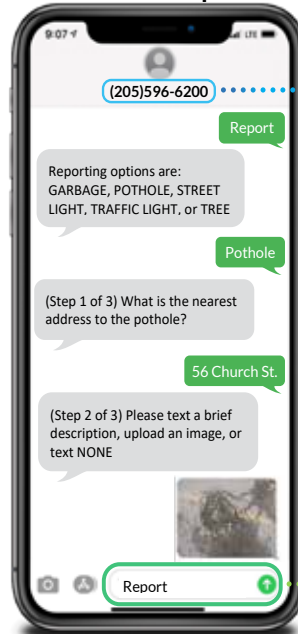 9:07
LTE
(205)596-6200
Report
Reporting options are:
GARBAGE, POTHOLE, STREET
LIGHT, TRAFFIC LIGHT, or TREE
Pothole
(Step 1 of 3) What is the nearest
address to the pothole?
56 Church St.
(Step 2 of 3) Please text a brief
description, upload an image, or
text NONE
Report